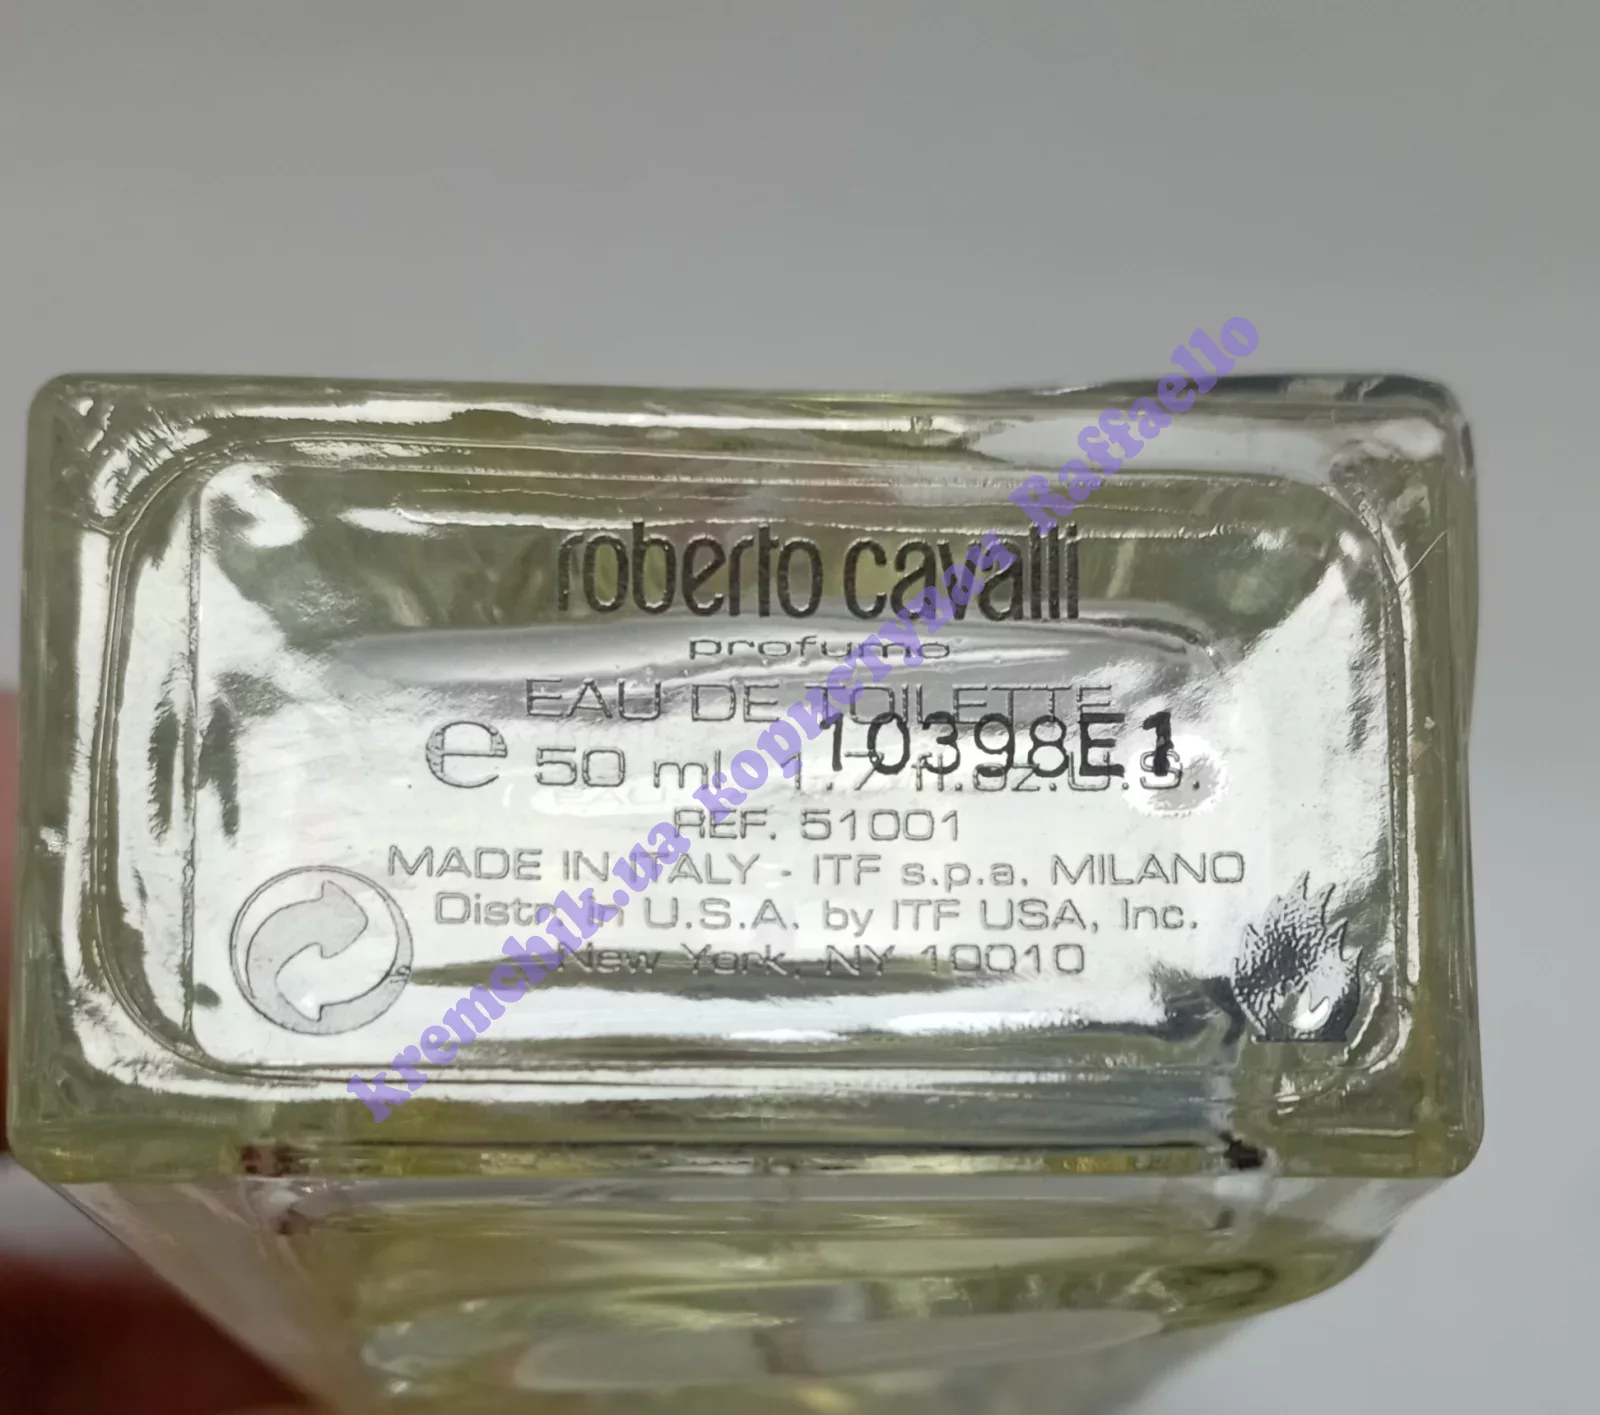 roberto cavalli
profumo
EAU DE TOILETTE
10398E1
e 50 ml 1.7 fl.oz.U.S.
REF. 51001
MADE IN ITALY - ITF s.p.a. MILANO
Distr. in U.S.A. by ITF USA, Inc.
New York, NY 10010
kremchik.ua користувач Raffaello